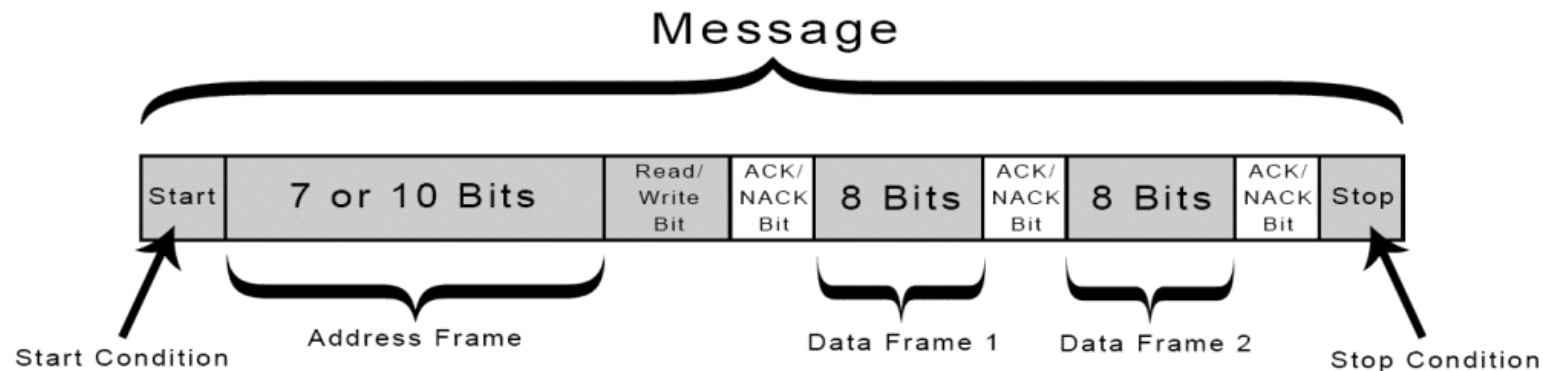 Message
Start
7 or 10 Bits
Read/
Write
Bit
ACK/
NACK
Bit
8 Bits
ACK/
NACK
Bit
8 Bits
ACK/
NACK
Bit
Stop
Start Condition
Address Frame
Data Frame 1
Data Frame 2
Stop Condition